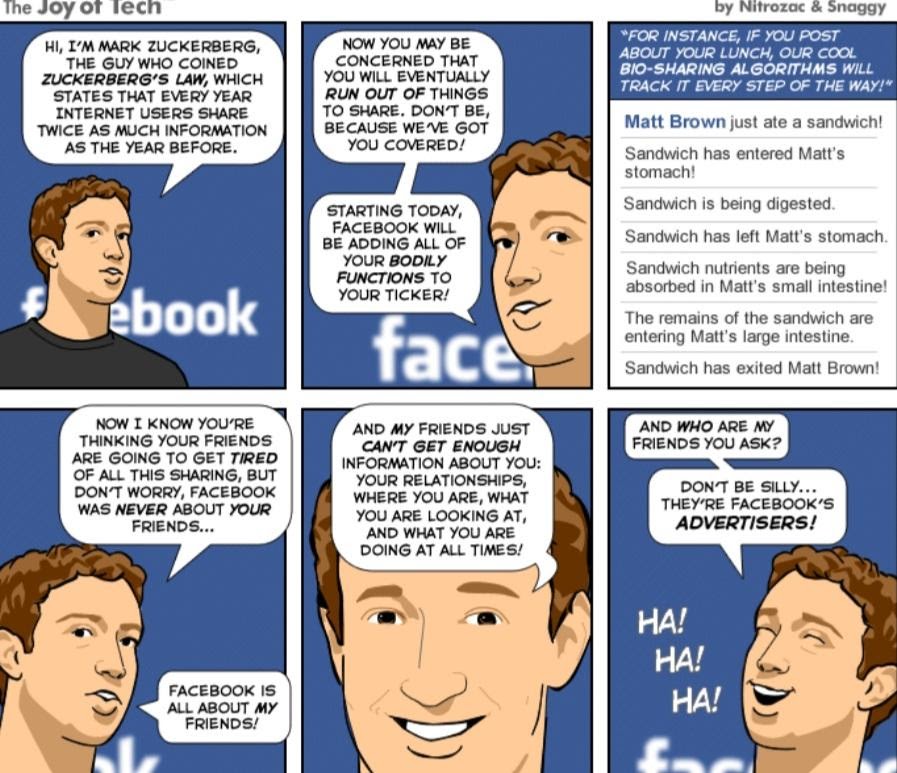 The Joy of Tech™
by Nitrozac & Snaggy
HI, I'M MARK ZUCKERBERG,
THE GUY WHO COINED
ZUCKERBERG'S LAW, WHICH
STATES THAT EVERY YEAR
INTERNET USERS SHARE
TWICE AS MUCH INFORMATION
AS THE YEAR BEFORE.
facebook
NOW YOU MAY BE
CONCERNED THAT
YOU WILL EVENTUALLY
RUN OUT OF THINGS
TO SHARE. DON'T BE,
BECAUSE WE'VE GOT
YOU COVERED!
STARTING TODAY,
FACEBOOK WILL
BE ADDING ALL OF
YOUR BODILY
FUNCTIONS TO
YOUR TICKER!
face
"FOR INSTANCE, IF YOU POST
ABOUT YOUR LUNCH, OUR COOL
BIO-SHARING ALGORITHMS WILL
TRACK IT EVERY STEP OF THE WAY!"
Matt Brown just ate a sandwich!
Sandwich has entered Matt's
stomach!
Sandwich is being digested.
Sandwich has left Matt's stomach.
Sandwich nutrients are being
absorbed in Matt's small intestine!
The remains of the sandwich are
entering Matt's large intestine.
Sandwich has exited Matt Brown!
NOW I KNOW YOU'RE
THINKING YOUR FRIENDS
ARE GOING TO GET TIRED
OF ALL THIS SHARING, BUT
DON'T WORRY, FACEBOOK
WAS NEVER ABOUT YOUR
FRIENDS...
FACEBOOK IS
ALL ABOUT MY
FRIENDS!
ok
AND MY FRIENDS JUST
CAN'T GET ENOUGH
INFORMATION ABOUT YOU:
YOUR RELATIONSHIPS,
WHERE YOU ARE, WHAT
YOU ARE LOOKING AT,
AND WHAT YOU ARE
DOING AT ALL TIMES!
AND WHO ARE MY
FRIENDS YOU ASK?
DON'T BE SILLY...
THEY'RE FACEBOOK'S
ADVERTISERS!
HA!
HA!
HA!
fac